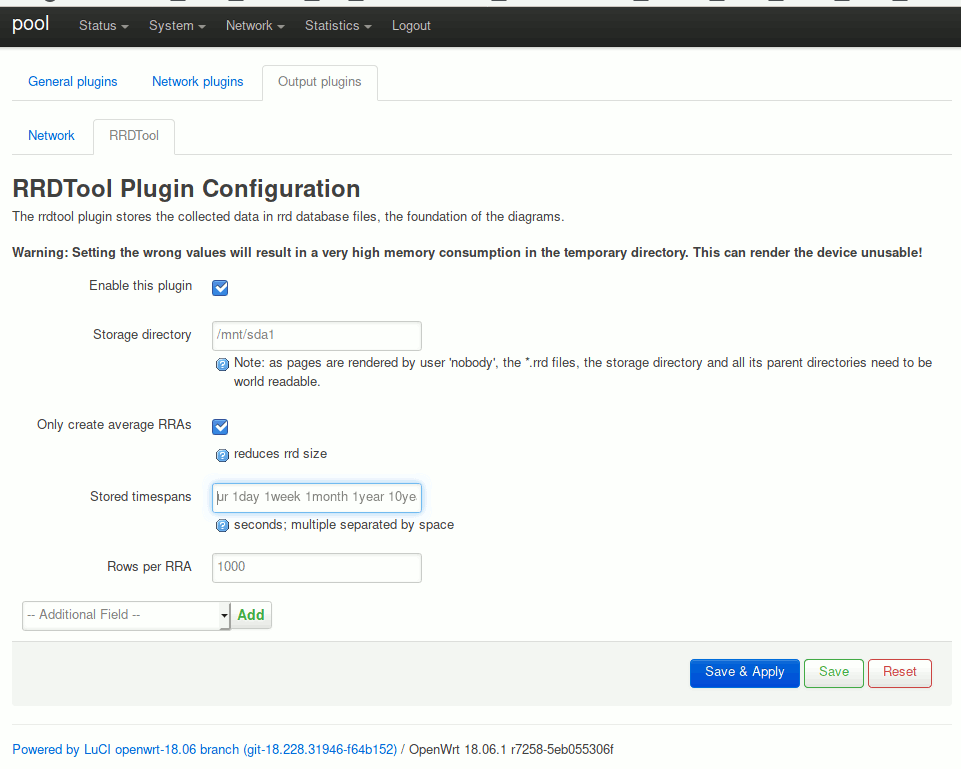 pool Status System Network Statistics Logout
General plugins Network plugins Output plugins
Network RRDTool
RRDTool Plugin Configuration
The rrdtool plugin stores the collected data in rrd database files, the foundation of the diagrams.
Warning: Setting the wrong values will result in a very high memory consumption in the temporary directory. This can render the device unusable!
Enable this plugin
Storage directory /mnt/sda1
Note: as pages are rendered by user 'nobody', the *.rrd files, the storage directory and all its parent directories need to be
world readable.
Only create average RRAs
reduces rrd size
Stored timespans ur 1day 1week 1month 1year 10ye
seconds; multiple separated by space
Rows per RRA 1000
-- Additional Field -- Add
Save & Apply Save Reset
Powered by LuCI openwrt-18.06 branch (git-18.228.31946-f64b152) / OpenWrt 18.06.1 r7258-5eb055306f